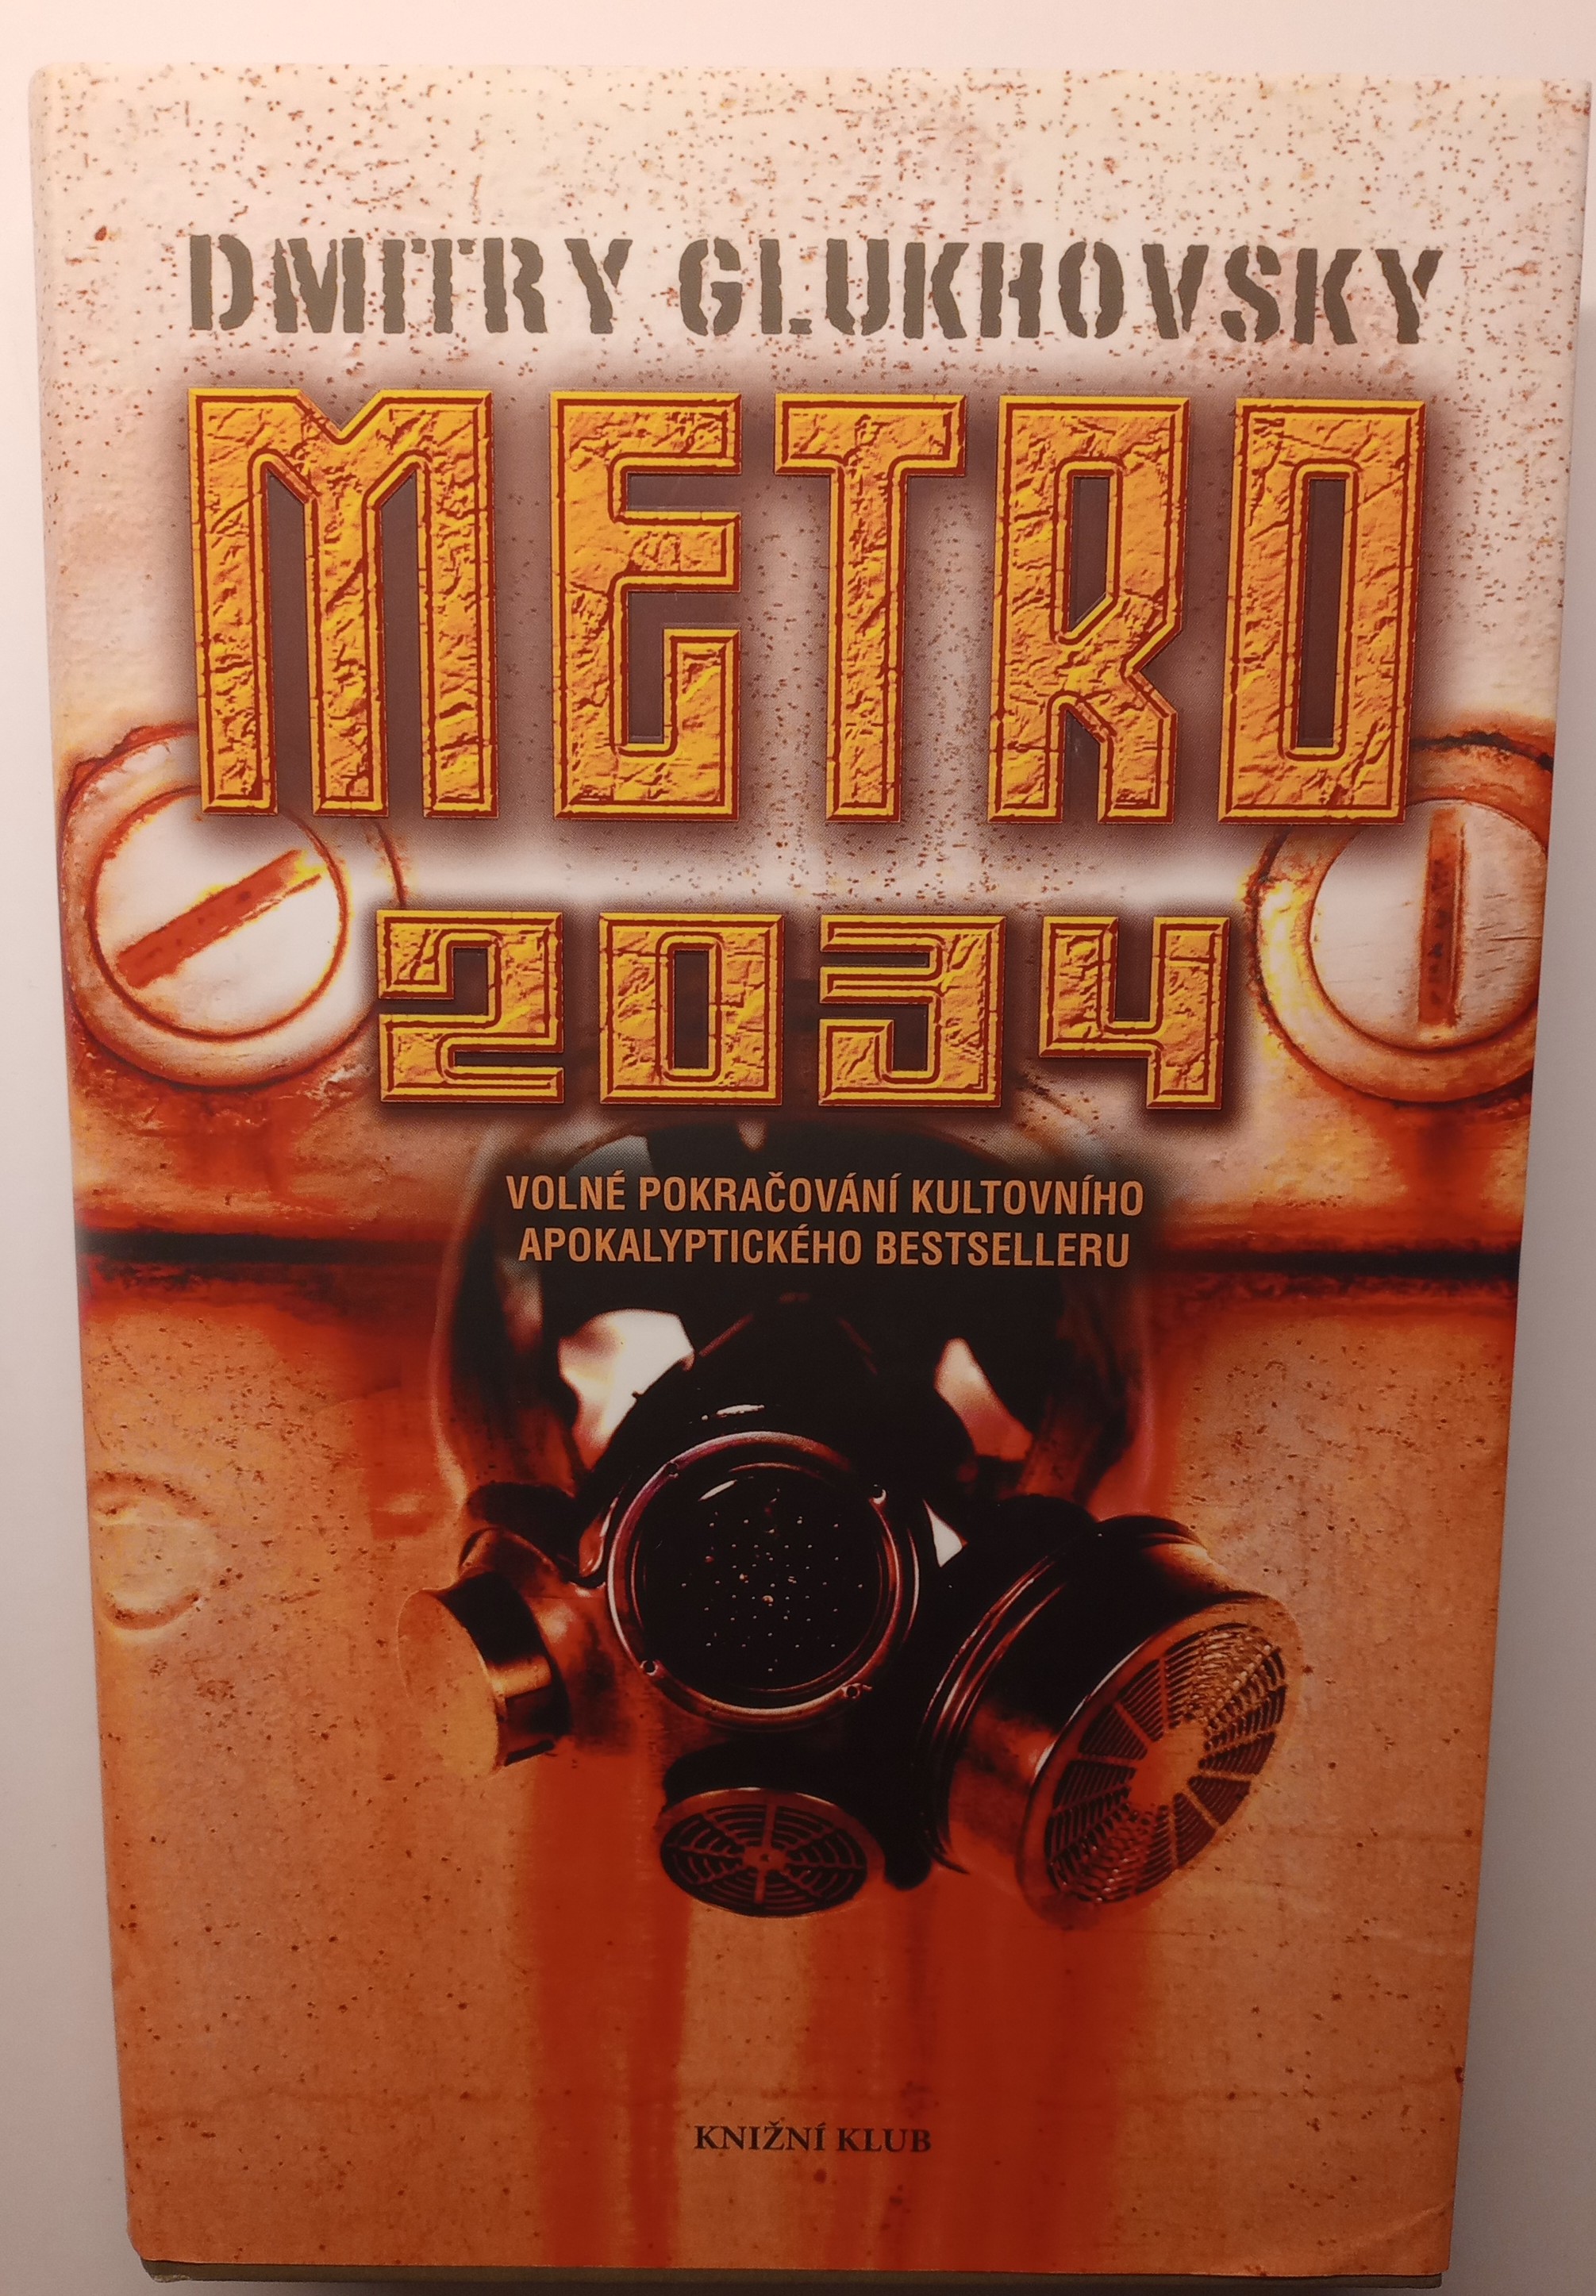 DMITRY GLUKHOVSKY
METRO
2034
VOLNÉ POKRAČOVÁNÍ KULTOVNÍHO
APOKALYPTICKÉHO BESTSELLERU
KNIŽNÍ KLUB